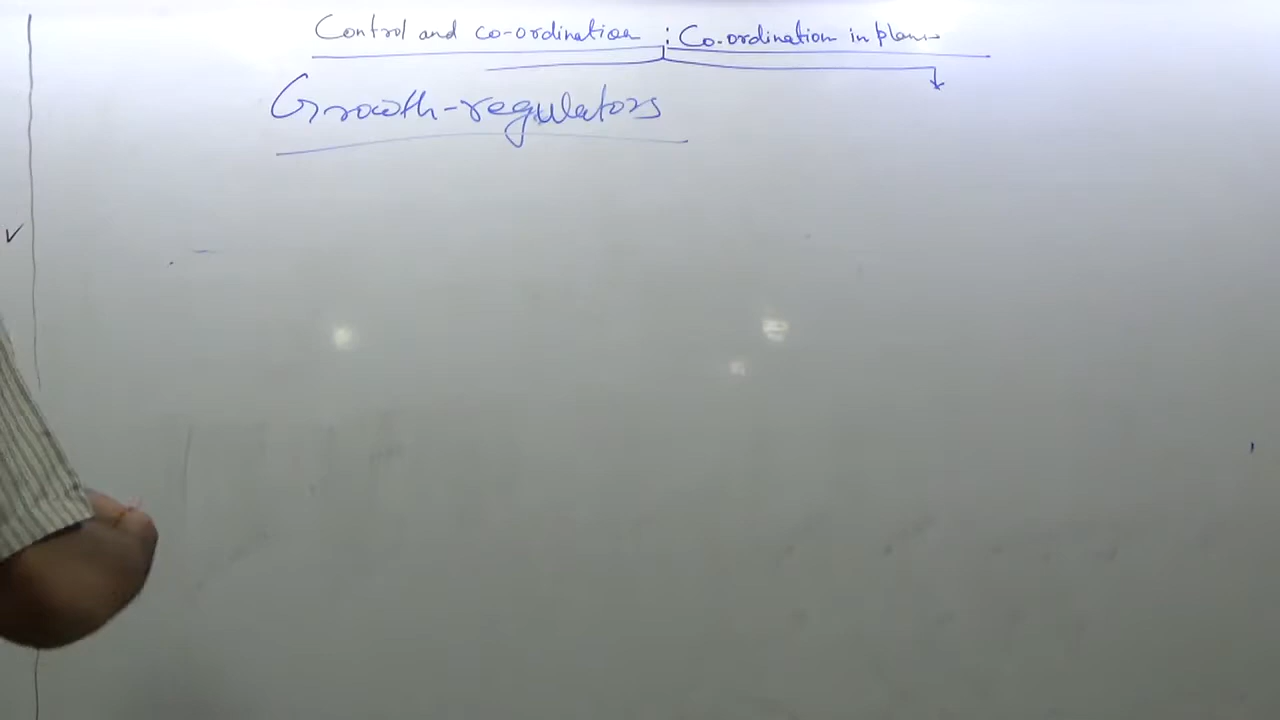 Control and co-ordination : Co-ordination in plants
Growth-regulators